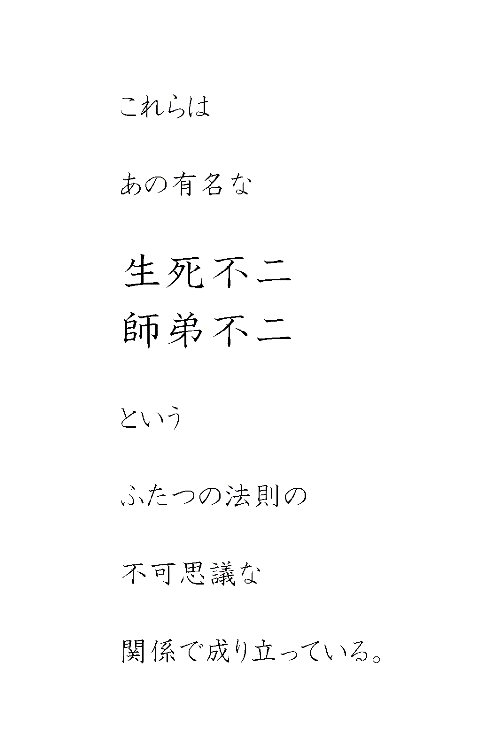 これらは
あの有名な
生死不二
師弟不二
という
ふたつの法則の
不可思議な
関係で成り立っている。